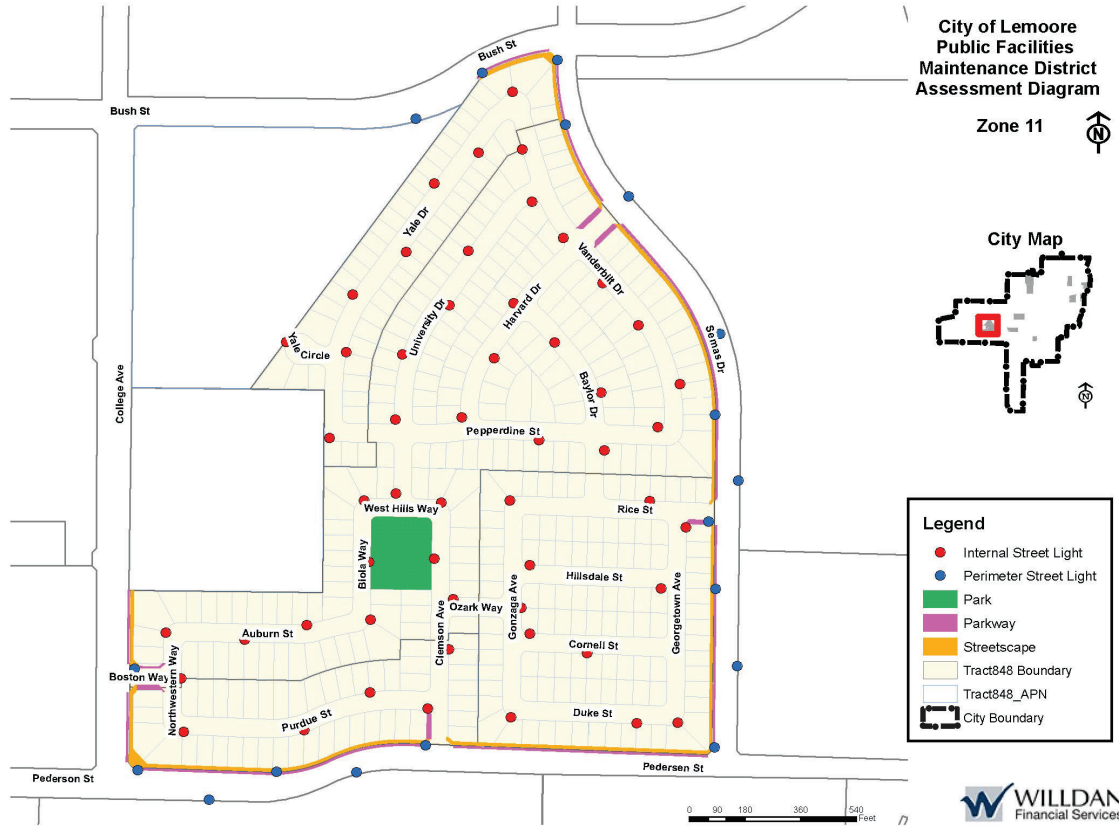 City of Lemoore
Public Facilities
Maintenance District
Assessment Diagram
Zone 11
N
City Map
N
Bush St
Bush St
College Ave
Yale Dr
Yale
Circle
University Dr
Harvard Dr
Vanderbilt Dr
Semas Dr
Baylor Dr
Pepperdine St
West Hills Way
Rice St
Biola Way
Hillsdale St
Ozark Way
Gonzaga Ave
Georgetown Ave
Clemson Ave
Auburn St
Cornell St
Boston Way
Northwestern Way
Purdue St
Duke St
Pederson St
Pedersen St
Legend
Internal Street Light
Perimeter Street Light
Park
Parkway
Streetscape
Tract848 Boundary
Tract848_APN
City Boundary
0 90 180 360 540
Feet
WILLDAN
Financial Services